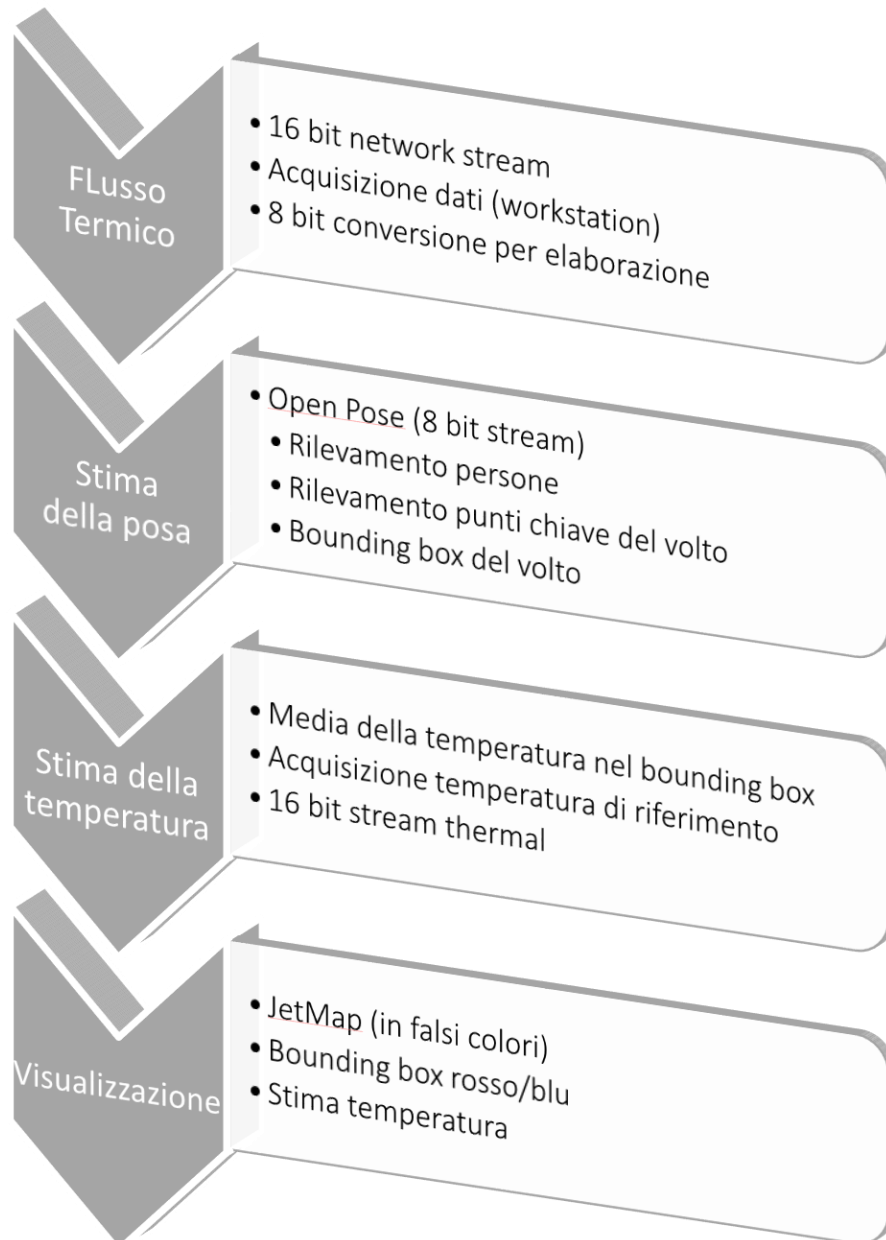 FLusso
Termico
• 16 bit network stream
• Acquisizione dati (workstation)
• 8 bit conversione per elaborazione
Stima
della posa
• Open Pose (8 bit stream)
• Rilevamento persone
• Rilevamento punti chiave del volto
• Bounding box del volto
Stima della
temperatura
• Media della temperatura nel bounding box
• Acquisizione temperatura di riferimento
• 16 bit stream thermal
Visualizzazione
• JetMap (in falsi colori)
• Bounding box rosso/blu
• Stima temperatura